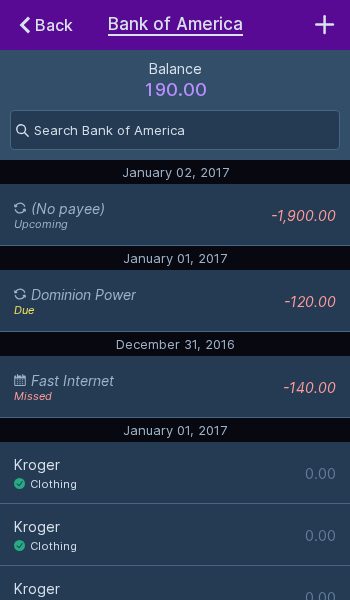 Back
Bank of America
Balance
190.00
Search Bank of America
January 02, 2017
(No payee)
-1,900.00
Upcoming
January 01, 2017
Dominion Power
-120.00
Due
December 31, 2016
Fast Internet
-140.00
Missed
January 01, 2017
Kroger
0.00
Clothing
Kroger
0.00
Clothing
Kroger
0.00